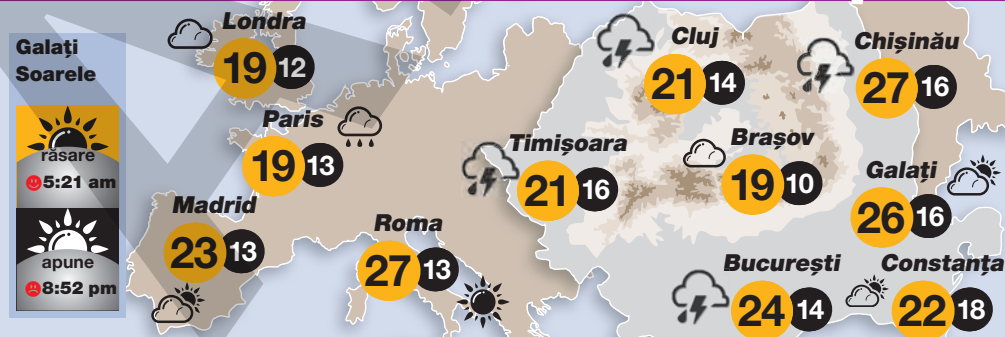 Galați
Soarele
răsare
5:21 am
apune
8:52 pm
Londra
19 12
Paris
19 13
Madrid
23 13
Roma
27 13
Timișoara
21 16
Cluj
21 14
Brașov
19 10
Chișinău
27 16
Galați
26 16
București
24 14
Constanța
22 18